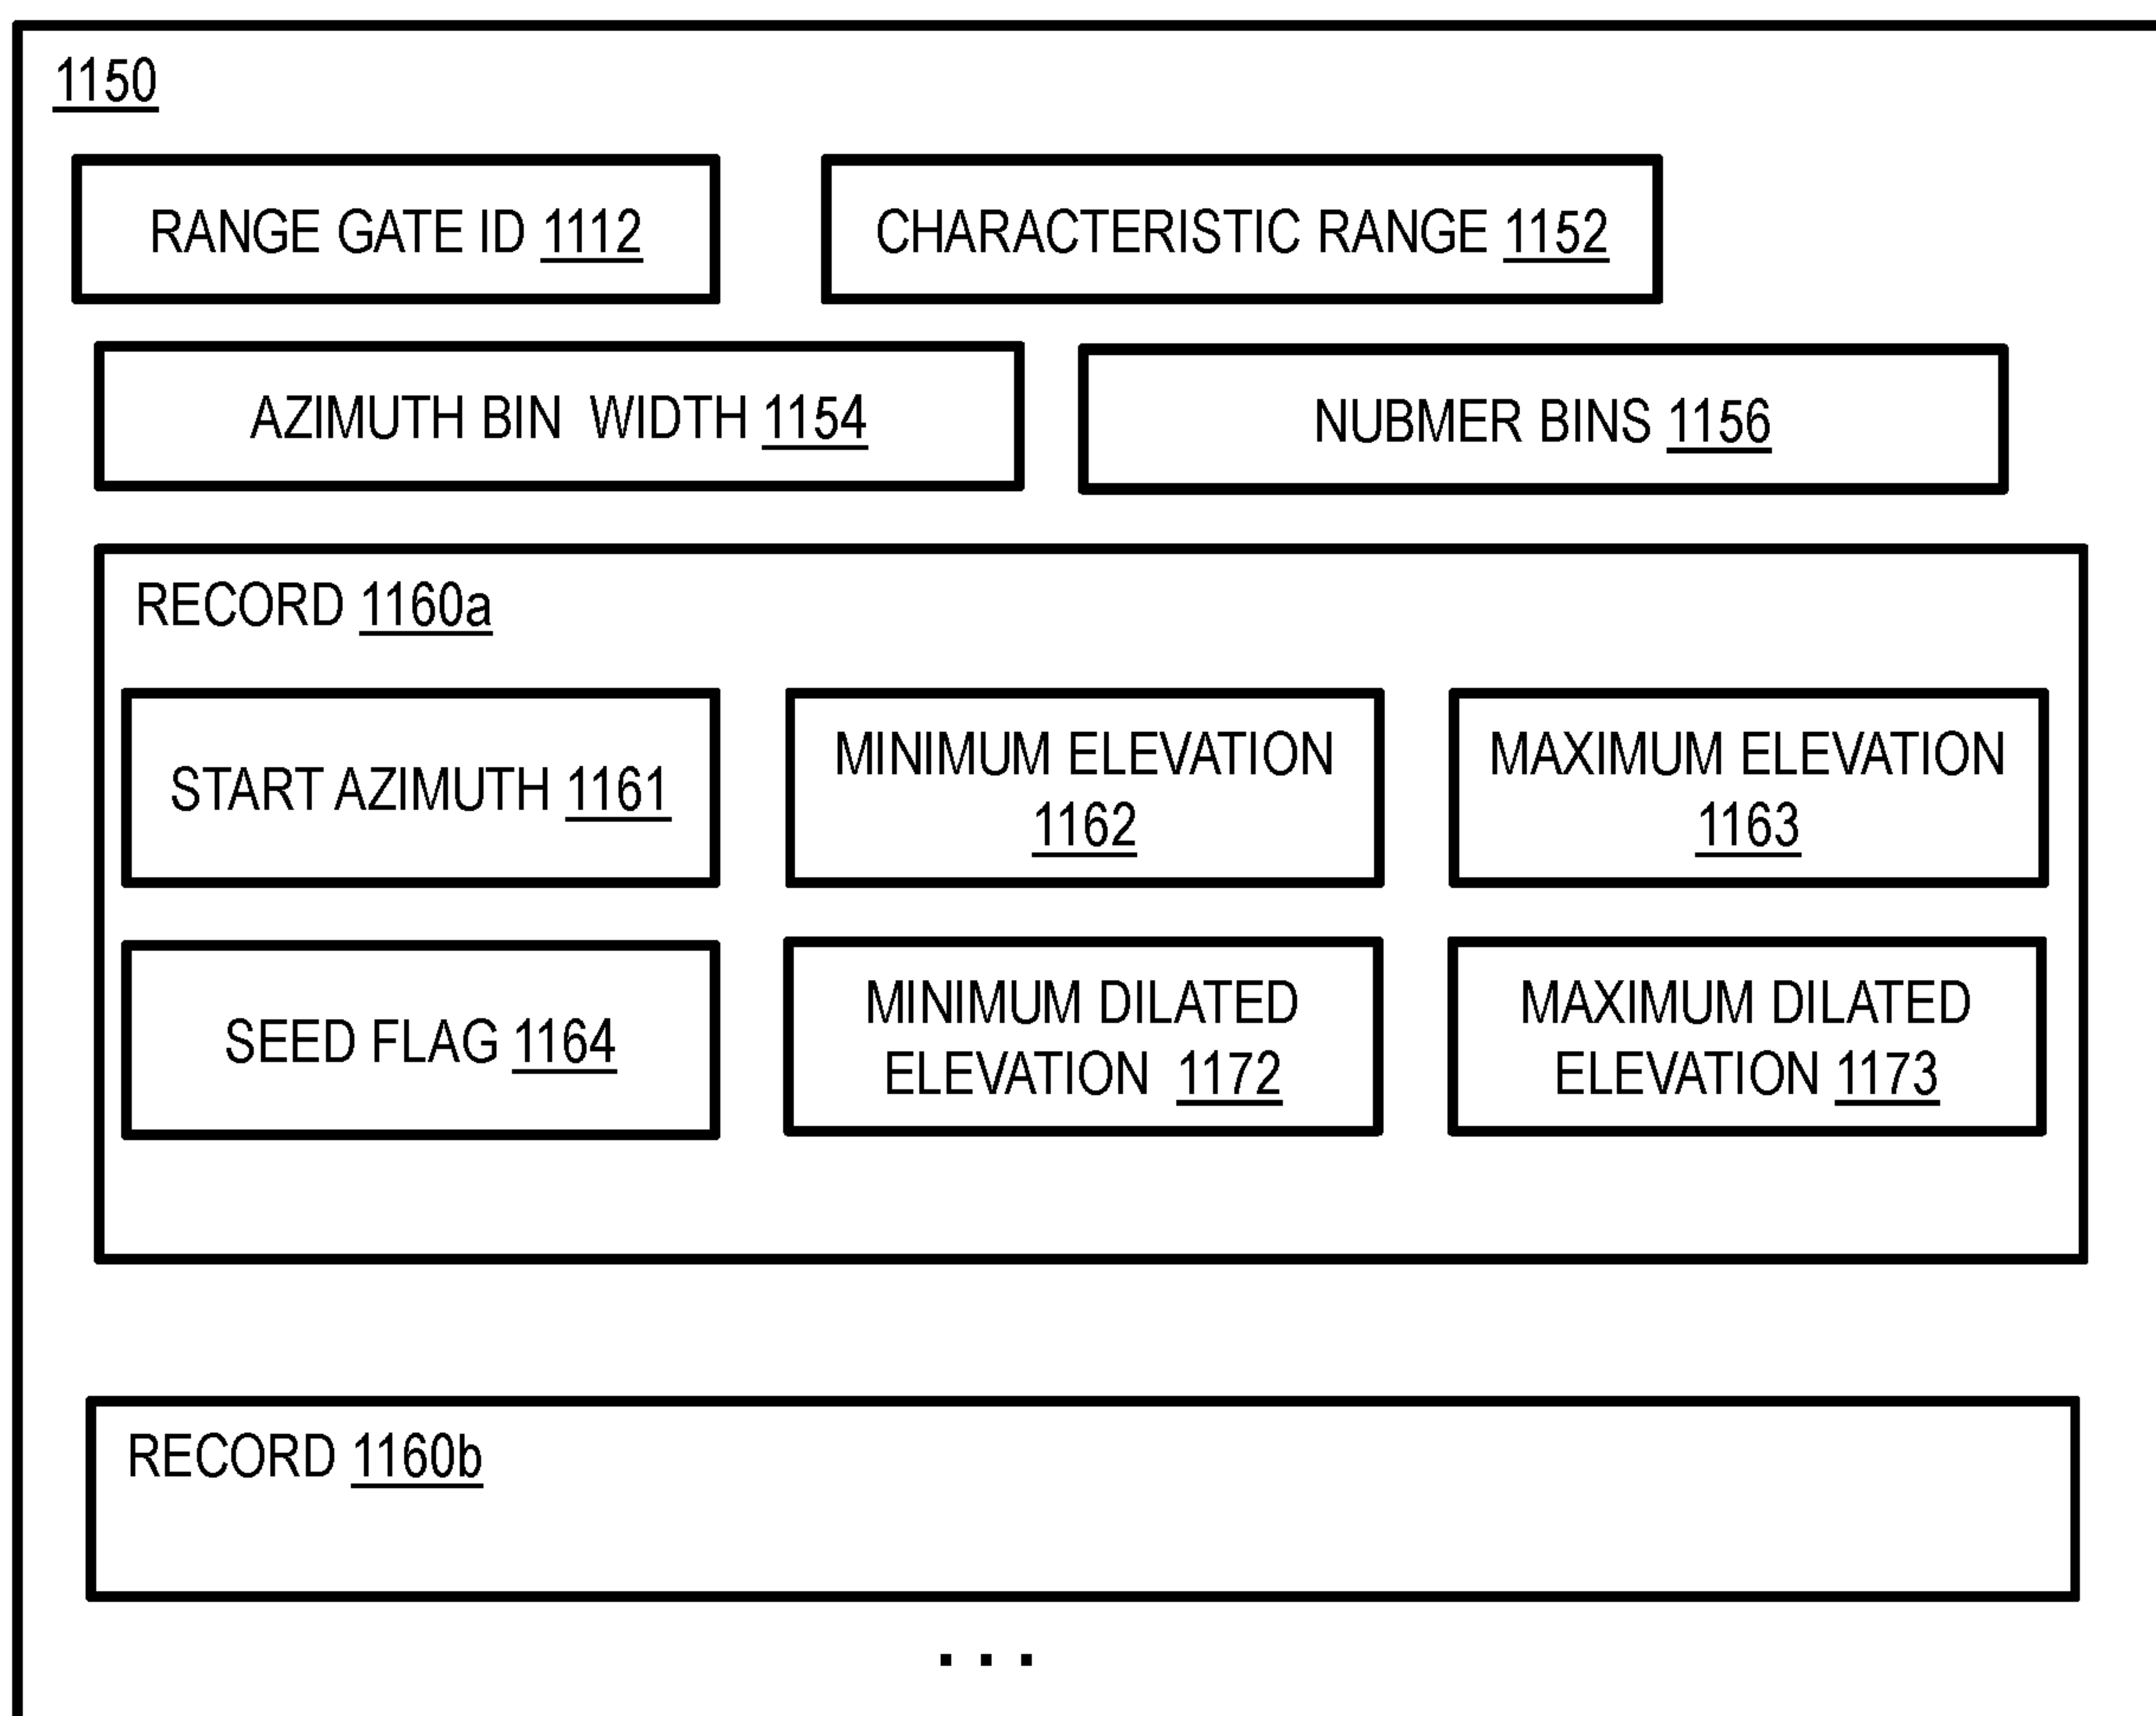 1150
RANGE GATE ID 1112
CHARACTERISTIC RANGE 1152
AZIMUTH BIN WIDTH 1154
NUBMER BINS 1156
RECORD 1160a
START AZIMUTH 1161
MINIMUM ELEVATION
1162
MAXIMUM ELEVATION
1163
SEED FLAG 1164
MINIMUM DILATED
ELEVATION 1172
MAXIMUM DILATED
ELEVATION 1173
RECORD 1160b
...